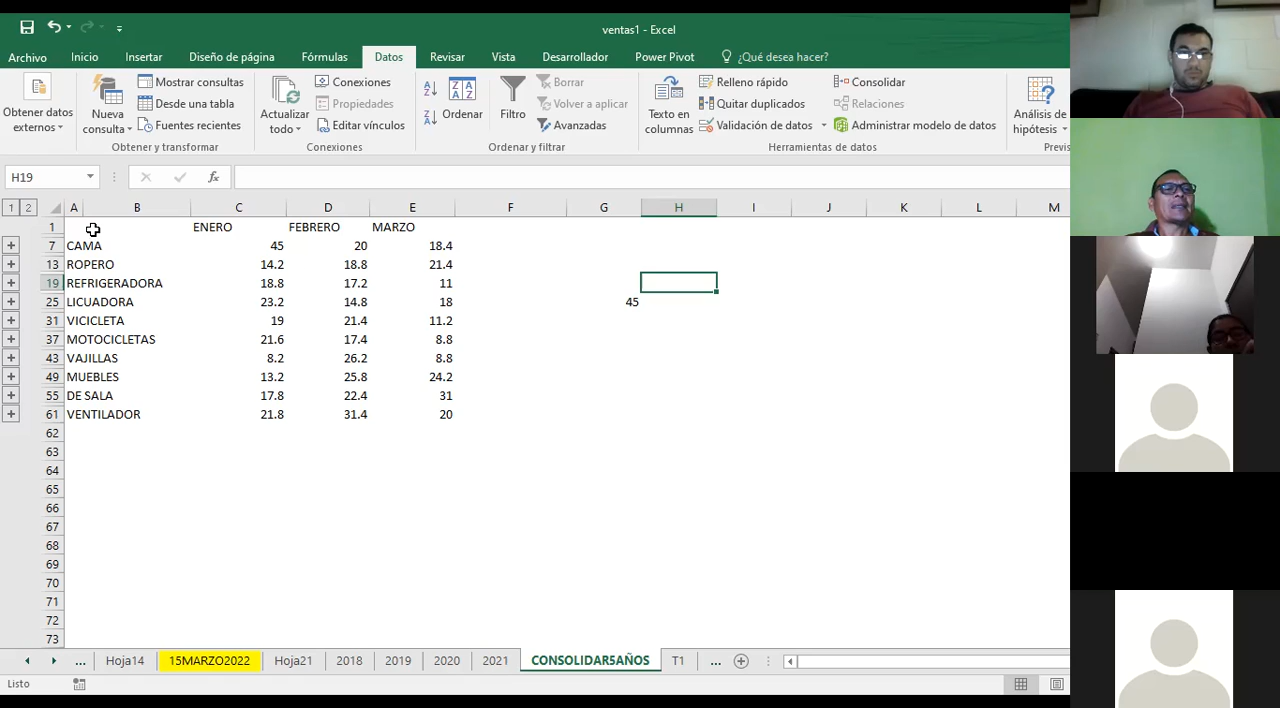 ventas1 - Excel
Archivo Inicio Insertar Diseño de página Fórmulas Datos Revisar Vista Desarrollador Power Pivot ¿Qué desea hacer?
Obtener datos externos
Nueva consulta
Mostrar consultas
Desde una tabla
Fuentes recientes
Obtener y transformar
Actualizar todo
Conexiones
Propiedades
Editar vínculos
Conexiones
Ordenar
Filtro
Borrar
Volver a aplicar
Avanzadas
Ordenar y filtrar
Texto en columnas
Relleno rápido
Quitar duplicados
Validación de datos
Consolidar
Relaciones
Administrar modelo de datos
Herramientas de datos
Análisis de hipótesis
Previs
H19 fx
1 2 A B C D E F G H I J K L M
1 ENERO FEBRERO MARZO
7 CAMA 45 20 18.4
13 ROPERO 14.2 18.8 21.4
19 REFRIGERADORA 18.8 17.2 11
25 LICUADORA 23.2 14.8 18 45
31 VICICLETA 19 21.4 11.2
37 MOTOCICLETAS 21.6 17.4 8.8
43 VAJILLAS 8.2 26.2 8.8
49 MUEBLES 13.2 25.8 24.2
55 DE SALA 17.8 22.4 31
61 VENTILADOR 21.8 31.4 20
62
63
64
65
66
67
68
69
70
71
72
73
... Hoja14 15MARZO2022 Hoja21 2018 2019 2020 2021 CONSOLIDAR5AÑOS T1 ...
Listo